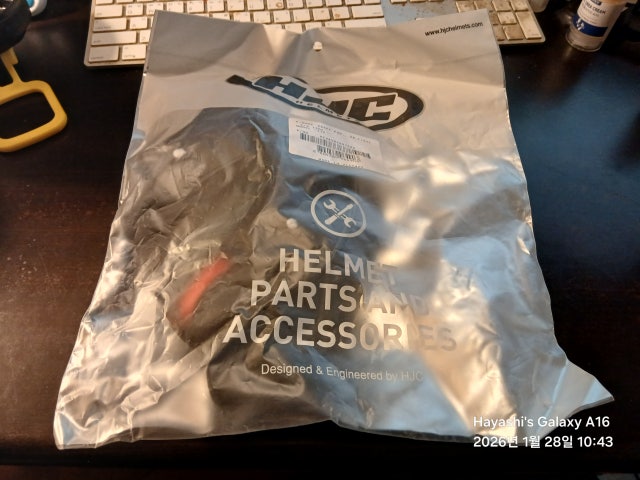 www.hjchelmets.com
HJC
HELMET
PARTS AND
ACCESSORIES
Designed & Engineered by HJC
Hayashi's Galaxy A16
2026년 1월 28일 10:43